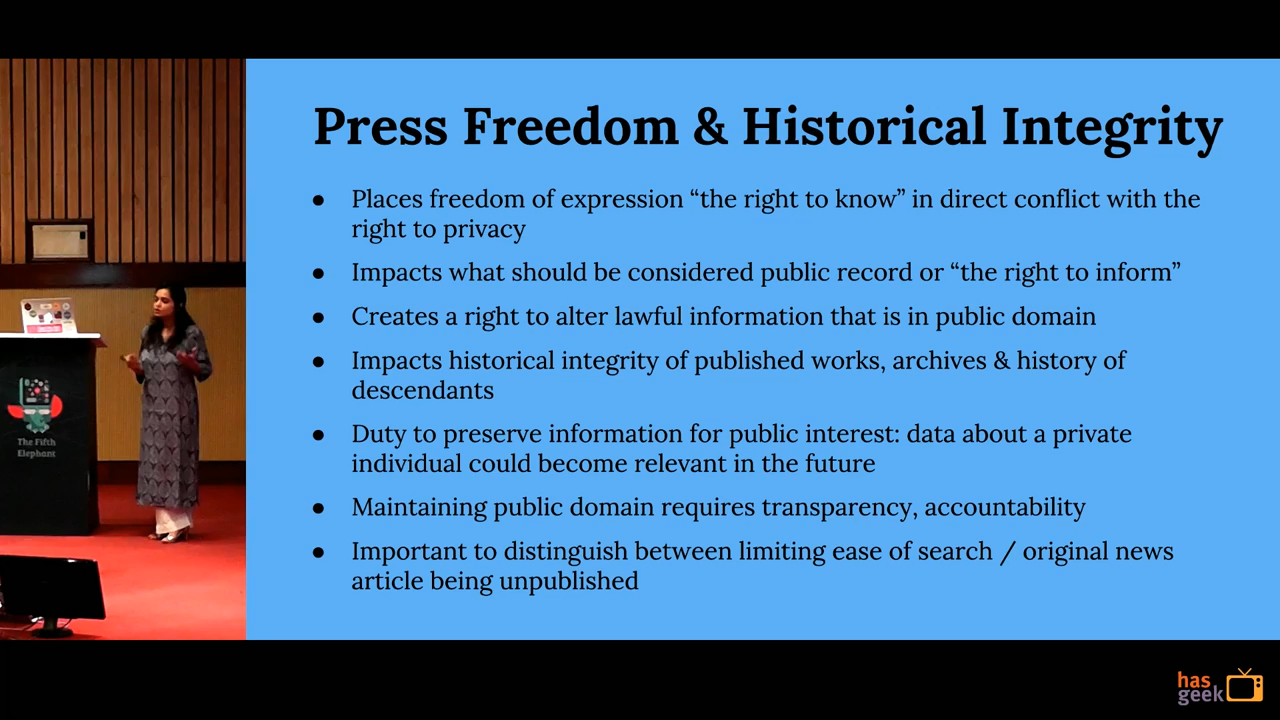 Press Freedom & Historical Integrity
● Places freedom of expression “the right to know” in direct conflict with the
right to privacy
● Impacts what should be considered public record or “the right to inform”
● Creates a right to alter lawful information that is in public domain
● Impacts historical integrity of published works, archives & history of
descendants
● Duty to preserve information for public interest: data about a private
individual could become relevant in the future
● Maintaining public domain requires transparency, accountability
● Important to distinguish between limiting ease of search / original news
article being unpublished
The Fifth
Elephant
has
geek